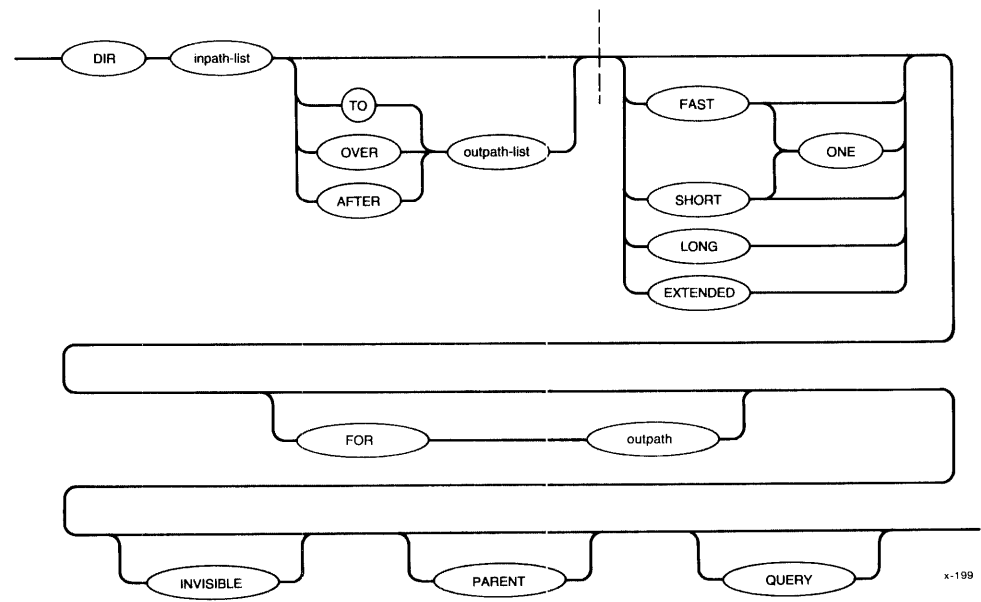 DIR inpath-list
TO
FAST
OVER outpath-list ONE
AFTER SHORT
LONG
EXTENDED
FOR outpath
INVISIBLE PARENT QUERY
x-199